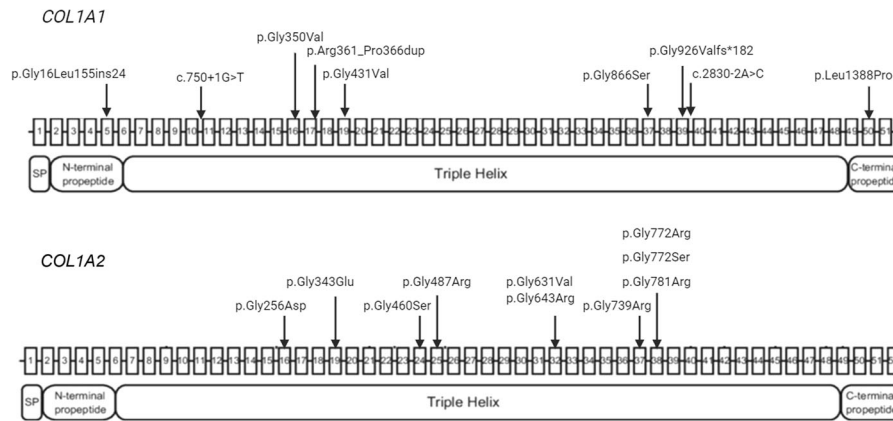 COL1A1
p.Gly350Val
p.Arg361_Pro366dup
p.Gly926Valfs*182
p.Gly16Leu155ins24
c.750+1G>T
p.Gly431Val
p.Gly866Ser
c.2830-2A>C
p.Leu1388Pro
1 2 3 4 5 6 7 8 9 10 11 12 13 14 15 16 17 18 19 20 21 22 23 24 25 26 27 28 29 30 31 32 33 34 35 36 37 38 39 40 41 42 43 44 45 46 47 48 49 50 51
SP
N-terminal
propeptide
Triple Helix
C-termina
propeptid
COL1A2
p.Gly772Arg
p.Gly772Ser
p.Gly343Glu
p.Gly487Arg
p.Gly631Val
p.Gly781Arg
p.Gly256Asp
p.Gly460Ser
p.Gly643Arg
p.Gly739Arg
1 2 3 4 5 6 7 8 9 10 11 12 13 14 15 16 17 18 19 20 21 22 23 24 25 26 27 28 29 30 31 32 33 34 35 36 37 38 39 40 41 42 43 44 45 46 47 48 49 50 51
SP
N-terminal
propeptide
Triple Helix
C-termina
propeptid